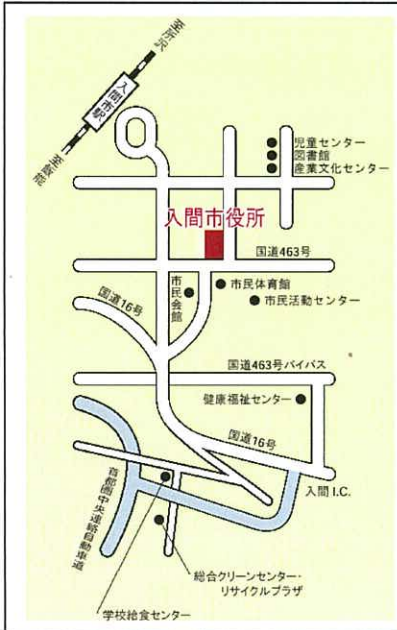 至所沢
入間市駅
至飯能
児童センター
図書館
産業文化センター
入間市役所
国道463号
市民会館
市民体育館
市民活動センター
国道16号
国道463号バイパス
健康福祉センター
国道16号
入間 I.C.
首都圏中央連絡自動車道
総合クリーンセンター・
リサイクルプラザ
学校給食センター